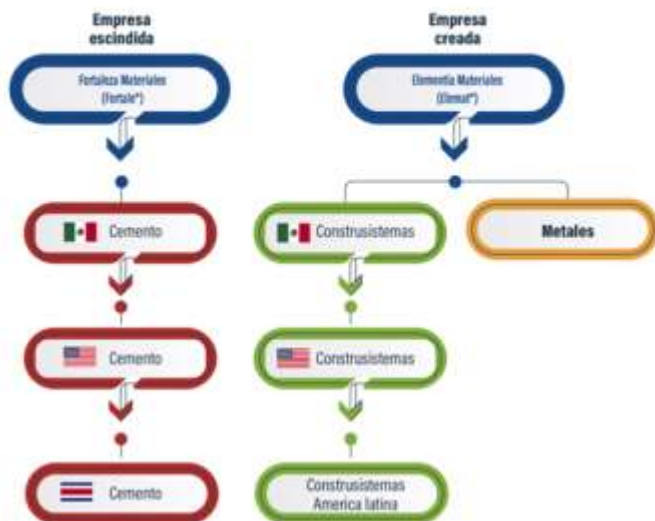 Empresa
escindida
Fortaleza Materiales
(Fortale*)
Cemento
Cemento
Cemento
Empresa
creada
Elementia Materiales
(Elemat*)
Construsistemas
Metales
Construsistemas
Construsistemas
America latina